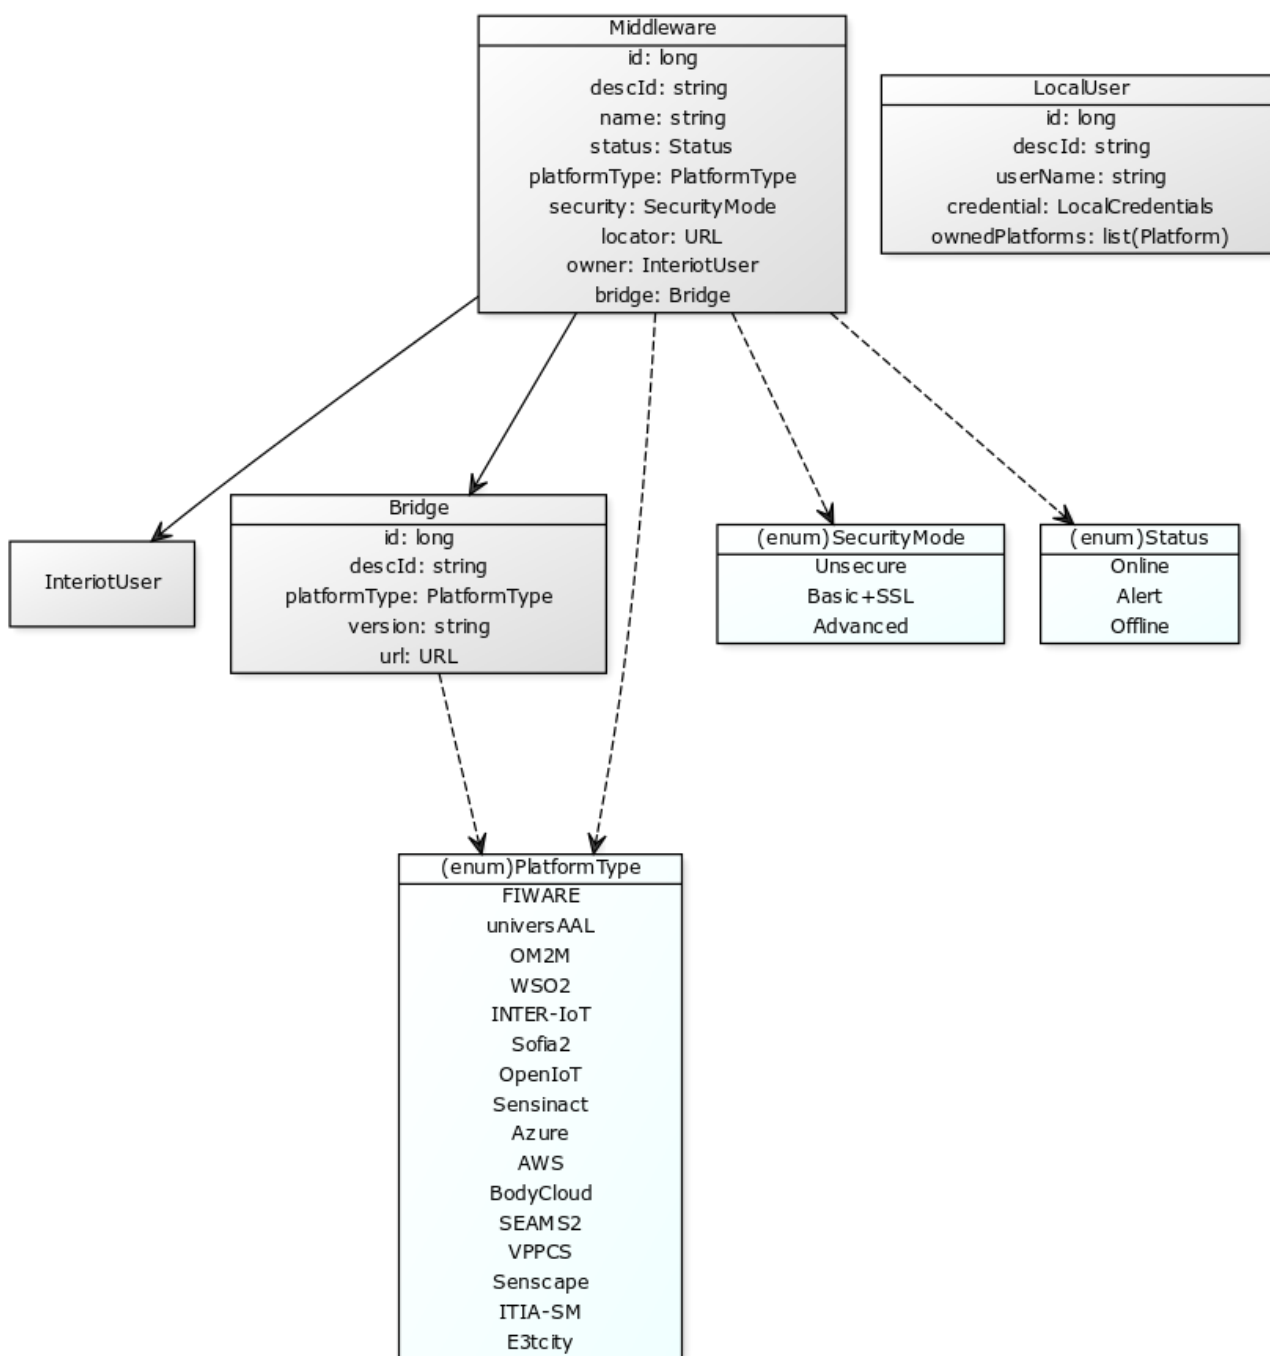 Middleware
id: long
descId: string
name: string
status: Status
platformType: PlatformType
security: SecurityMode
locator: URL
owner: InteriotUser
bridge: Bridge
LocalUser
id: long
descId: string
userName: string
credential: LocalCredentials
ownedPlatforms: list(Platform)
InteriotUser
Bridge
id: long
descId: string
platformType: PlatformType
version: string
url: URL
(enum)SecurityMode
Unsecure
Basic+SSL
Advanced
(enum)Status
Online
Alert
Offline
(enum)PlatformType
FIWARE
universAAL
OM2M
WSO2
INTER-IoT
Sofia2
OpenIoT
Sensinact
Azure
AWS
BodyCloud
SEAMS2
VPPCS
Senscape
ITIA-SM
E3tcity